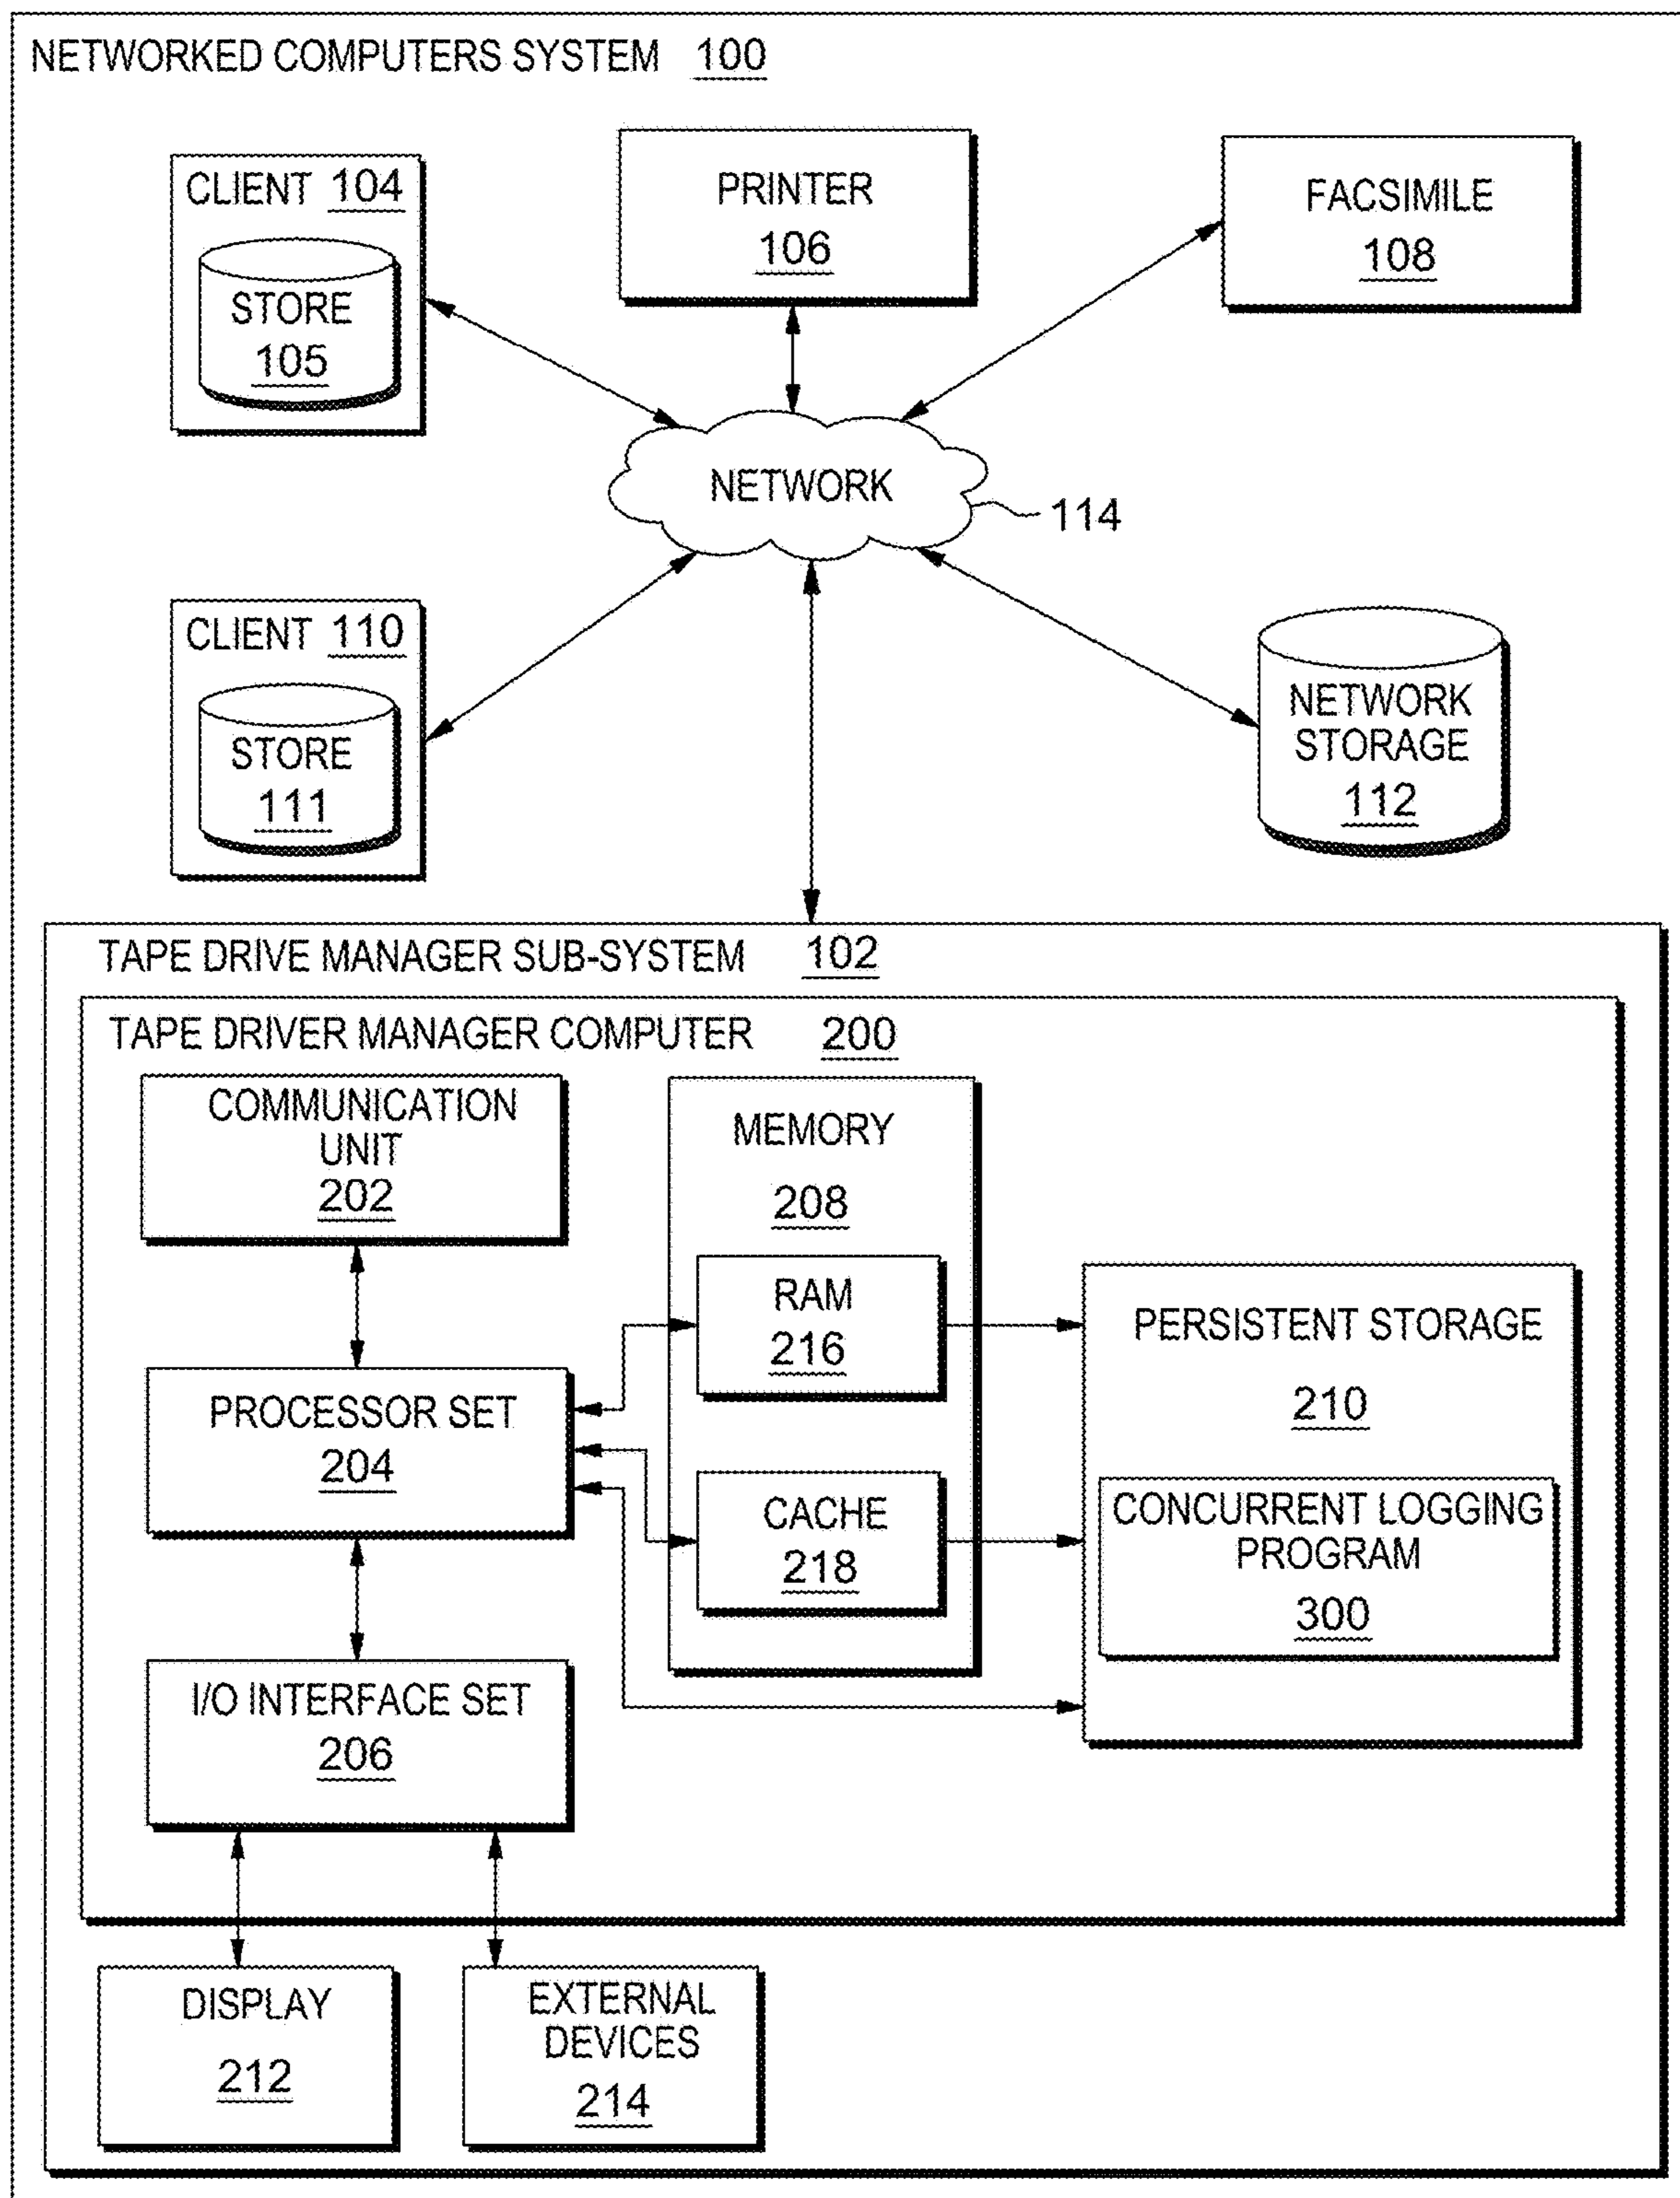 NETWORKED COMPUTERS SYSTEM 100
CLIENT 104
STORE
105
PRINTER
106
FACSIMILE
108
NETWORK
114
CLIENT 110
STORE
111
NETWORK
STORAGE
112
TAPE DRIVE MANAGER SUB-SYSTEM 102
TAPE DRIVER MANAGER COMPUTER 200
COMMUNICATION
UNIT
202
MEMORY
208
RAM
216
PERSISTENT STORAGE
210
PROCESSOR SET
204
CACHE
218
CONCURRENT LOGGING
PROGRAM
300
I/O INTERFACE SET
206
DISPLAY
212
EXTERNAL
DEVICES
214